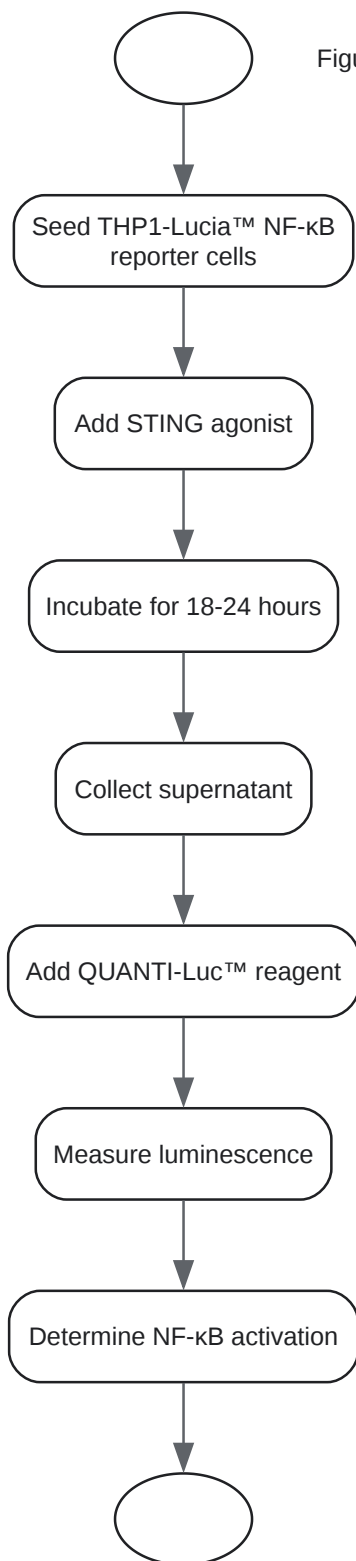 Seed THP1-Lucia™ NF-κB
reporter cells
Add STING agonist
Incubate for 18-24 hours
Collect supernatant
Add QUANTI-Luc™ reagent
Measure luminescence
Determine NF-κB activation